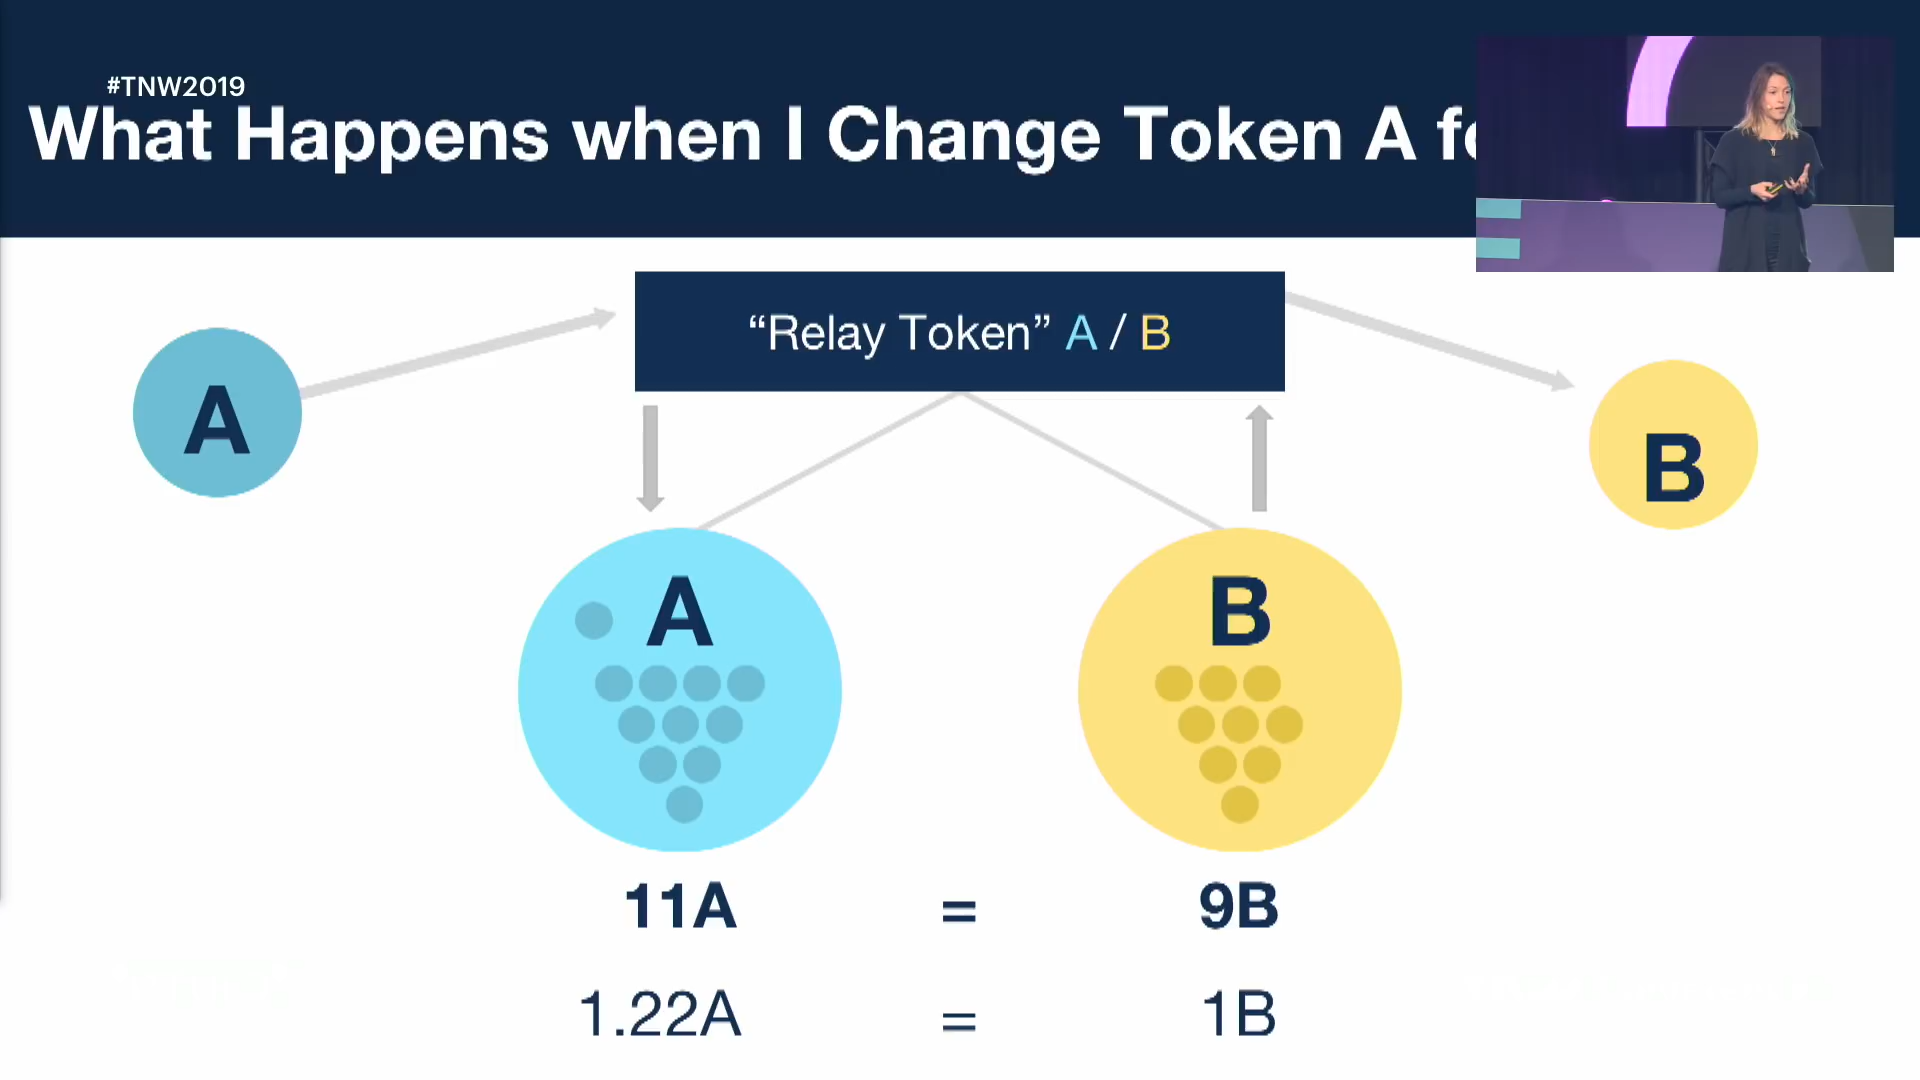 #TNW2019
What Happens when I Change Token A
“Relay Token” A / B
A
B
A
B
11A = 9B
1.22A = 1B